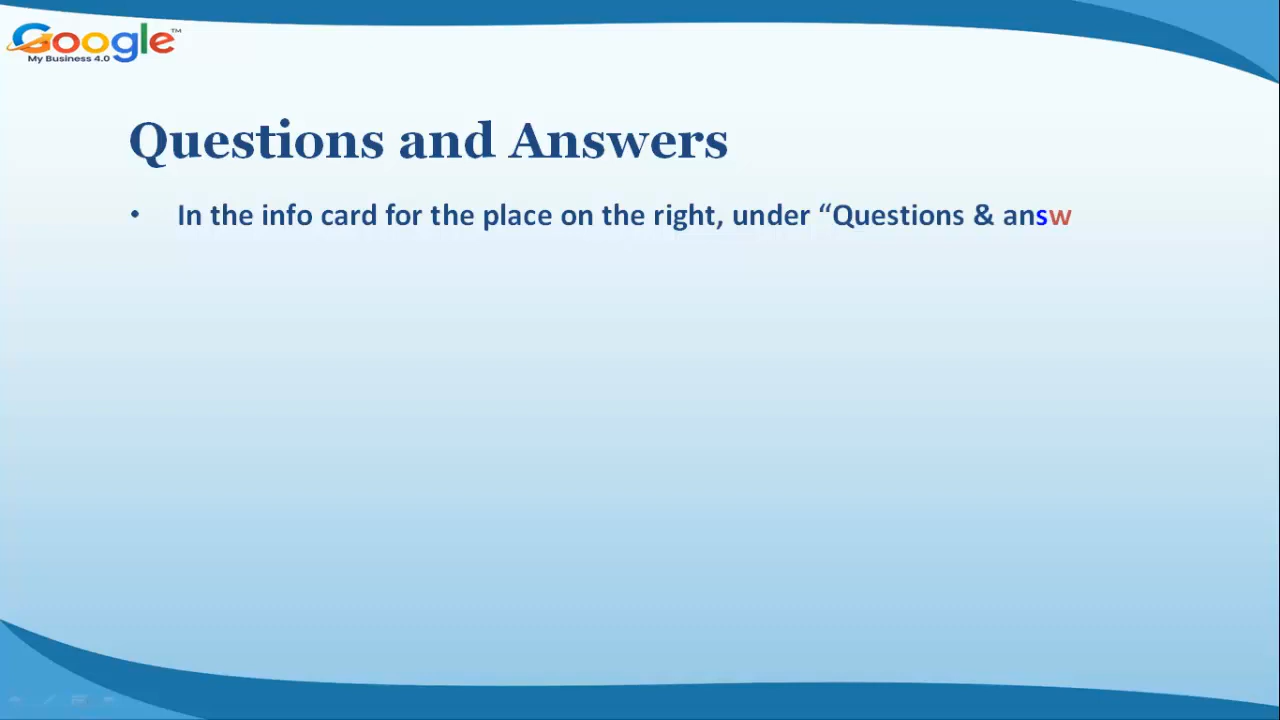 Google™
My Business 4.0
Questions and Answers
• In the info card for the place on the right, under “Questions & answ